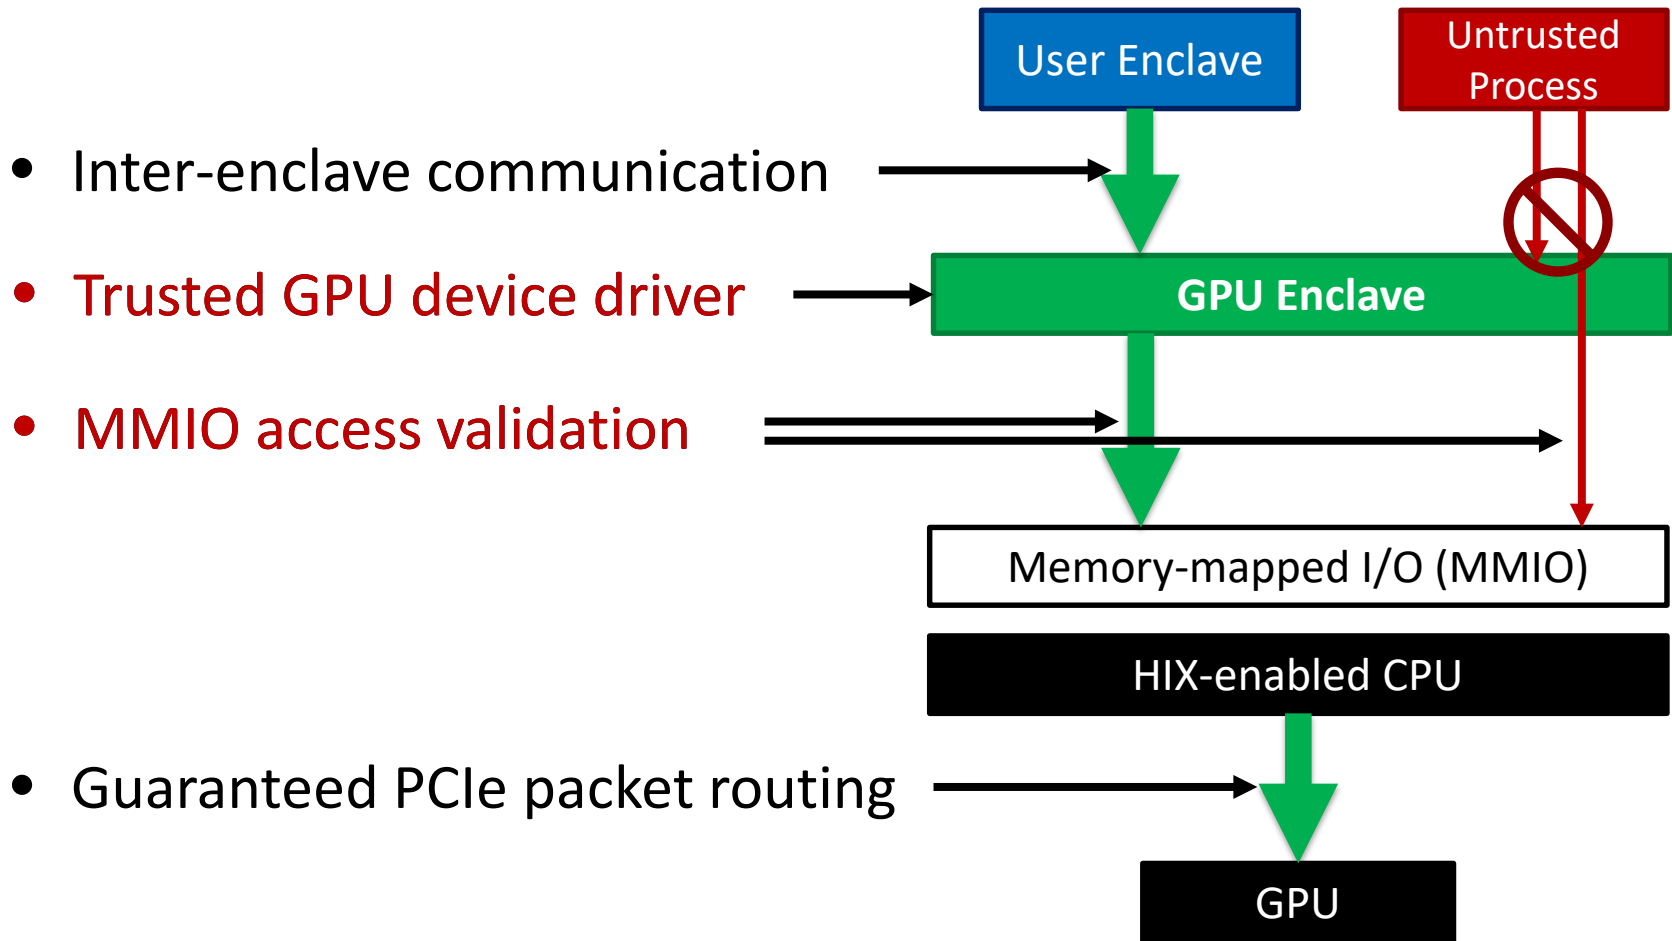 User Enclave
Untrusted
Process
• Inter-enclave communication
• Trusted GPU device driver
GPU Enclave
• MMIO access validation
Memory-mapped I/O (MMIO)
HIX-enabled CPU
• Guaranteed PCIe packet routing
GPU